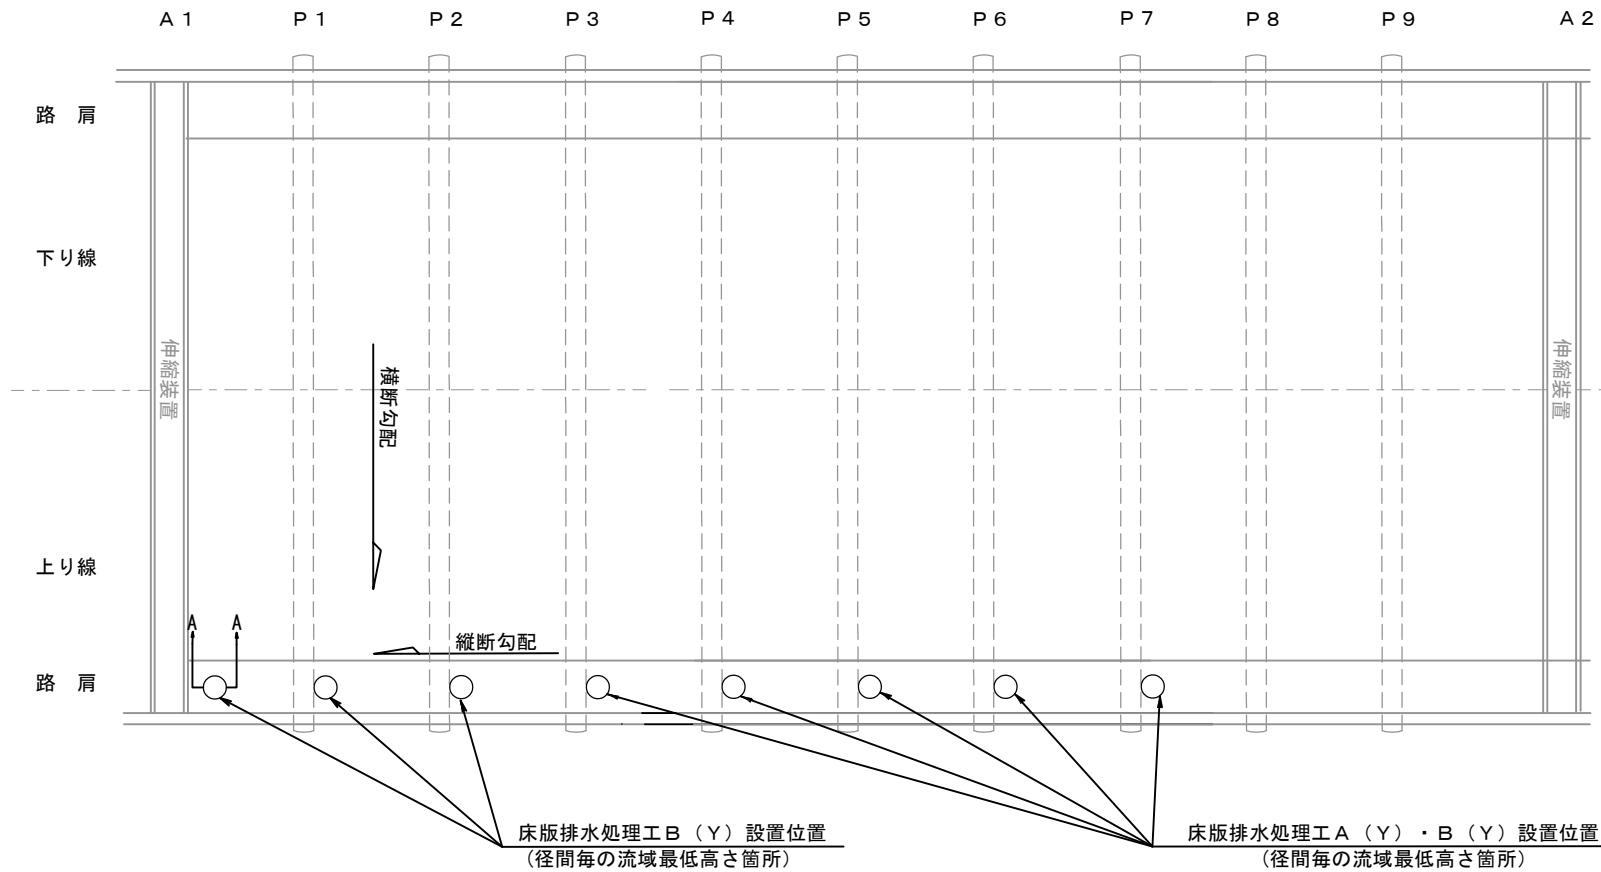 Ａ１ Ｐ１ Ｐ２ Ｐ３ Ｐ４ Ｐ５ Ｐ６ Ｐ７ Ｐ８ Ｐ９ Ａ２
路　肩
下り線
伸縮装置
横断勾配
伸縮装置
上り線
A A
縦断勾配
路　肩
床版排水処理工Ｂ（Ｙ）設置位置
（径間毎の流域最低高さ箇所）
床版排水処理工Ａ（Ｙ）・Ｂ（Ｙ）設置位置
（径間毎の流域最低高さ箇所）